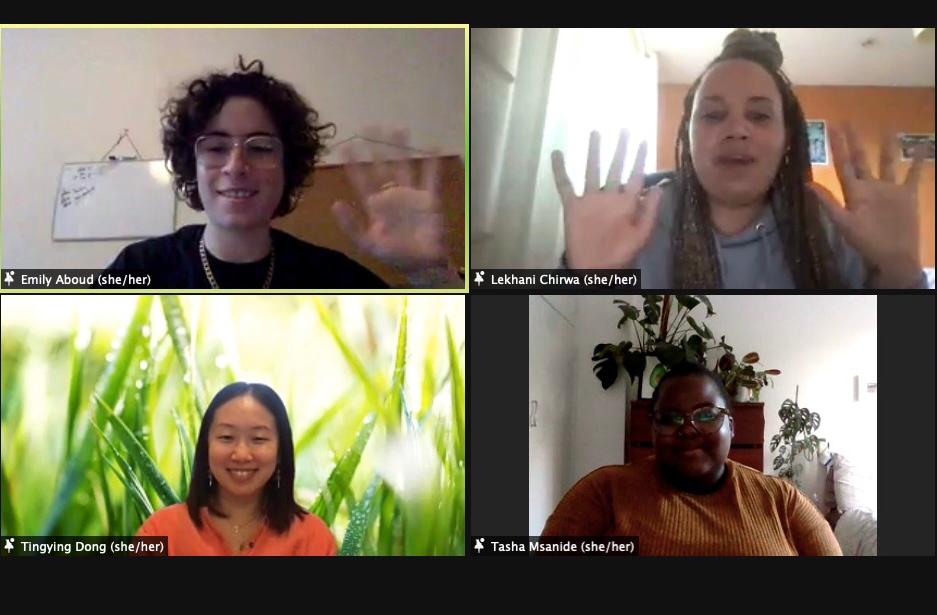 Emily Aboud (she/her)
Lekhani Chirwa (she/her)
Tingying Dong (she/her)
Tasha Msanide (she/her)